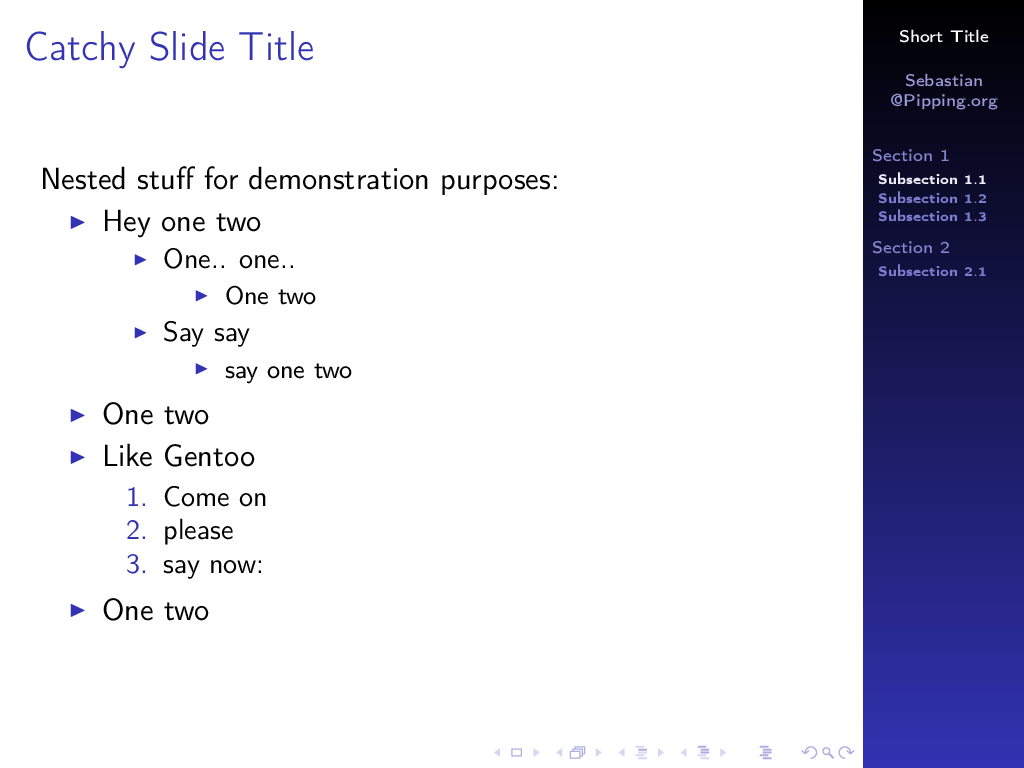 Catchy Slide Title
Nested stuff for demonstration purposes:
Hey one two
One.. one..
One two
Say say
say one two
One two
Like Gentoo
1. Come on
2. please
3. say now:
One two
Short Title
Sebastian
@Pipping.org
Section 1
Subsection 1.1
Subsection 1.2
Subsection 1.3
Section 2
Subsection 2.1